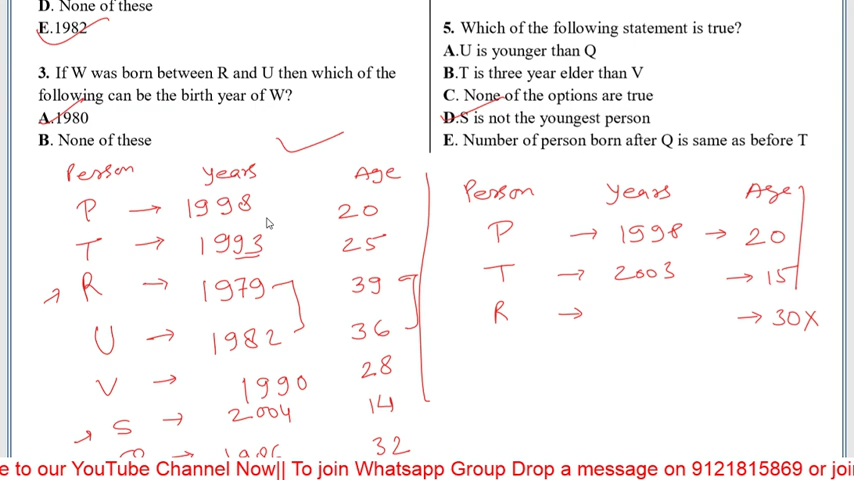 D. None of these
E.1982
3. If W was born between R and U then which of the
following can be the birth year of W?
A.1980
B. None of these
5. Which of the following statement is true?
A.U is younger than Q
B.T is three year elder than V
C. None of the options are true
D.S is not the youngest person
E. Number of person born after Q is same as before T
Person years Age
P → 1998 20
T → 1993 25
→ R → 1979 39
U → 1982 36
V → 1990 28
→ S → 2004 14
32
Person years Age
P → 1998 → 20
T → 2003 → 15
R → → 30X
e to our YouTube Channel Now|| To join Whatsapp Group Drop a message on 9121815869 or joi